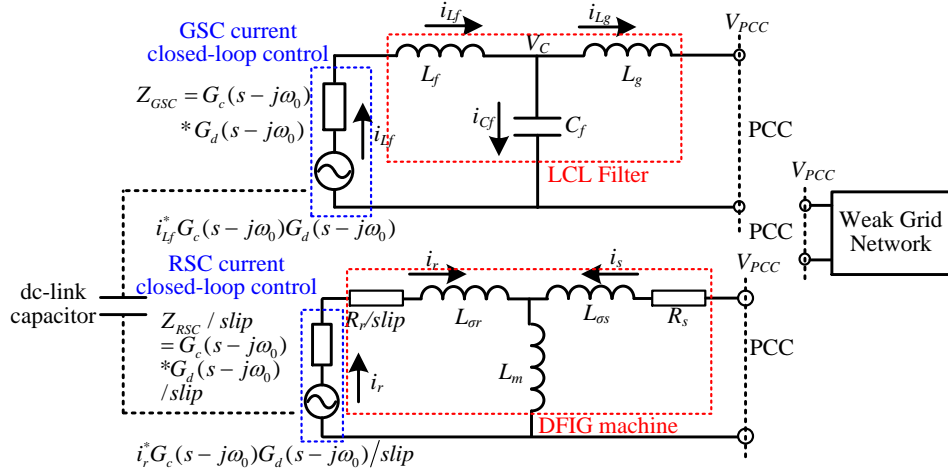 i_Lf
i_Lg
V_PCC
GSC current
closed-loop control
V_C
L_f
L_g
Z_GSC = G_c(s − jω_0)
*G_d(s − jω_0)
i_Lf
i_Cf
C_f
PCC
LCL Filter
V_PCC
i*_Lf G_c(s − jω_0)G_d(s − jω_0)
PCC
Weak Grid
Network
RSC current
closed-loop control
i_r
i_s
V_PCC
dc-link
capacitor
Z_RSC / slip
= G_c(s − jω_0)
*G_d(s − jω_0)
/slip
R_r/slip
L_σr
L_σs
R_s
PCC
i_r
L_m
DFIG machine
i*_r G_c(s − jω_0)G_d(s − jω_0)/slip